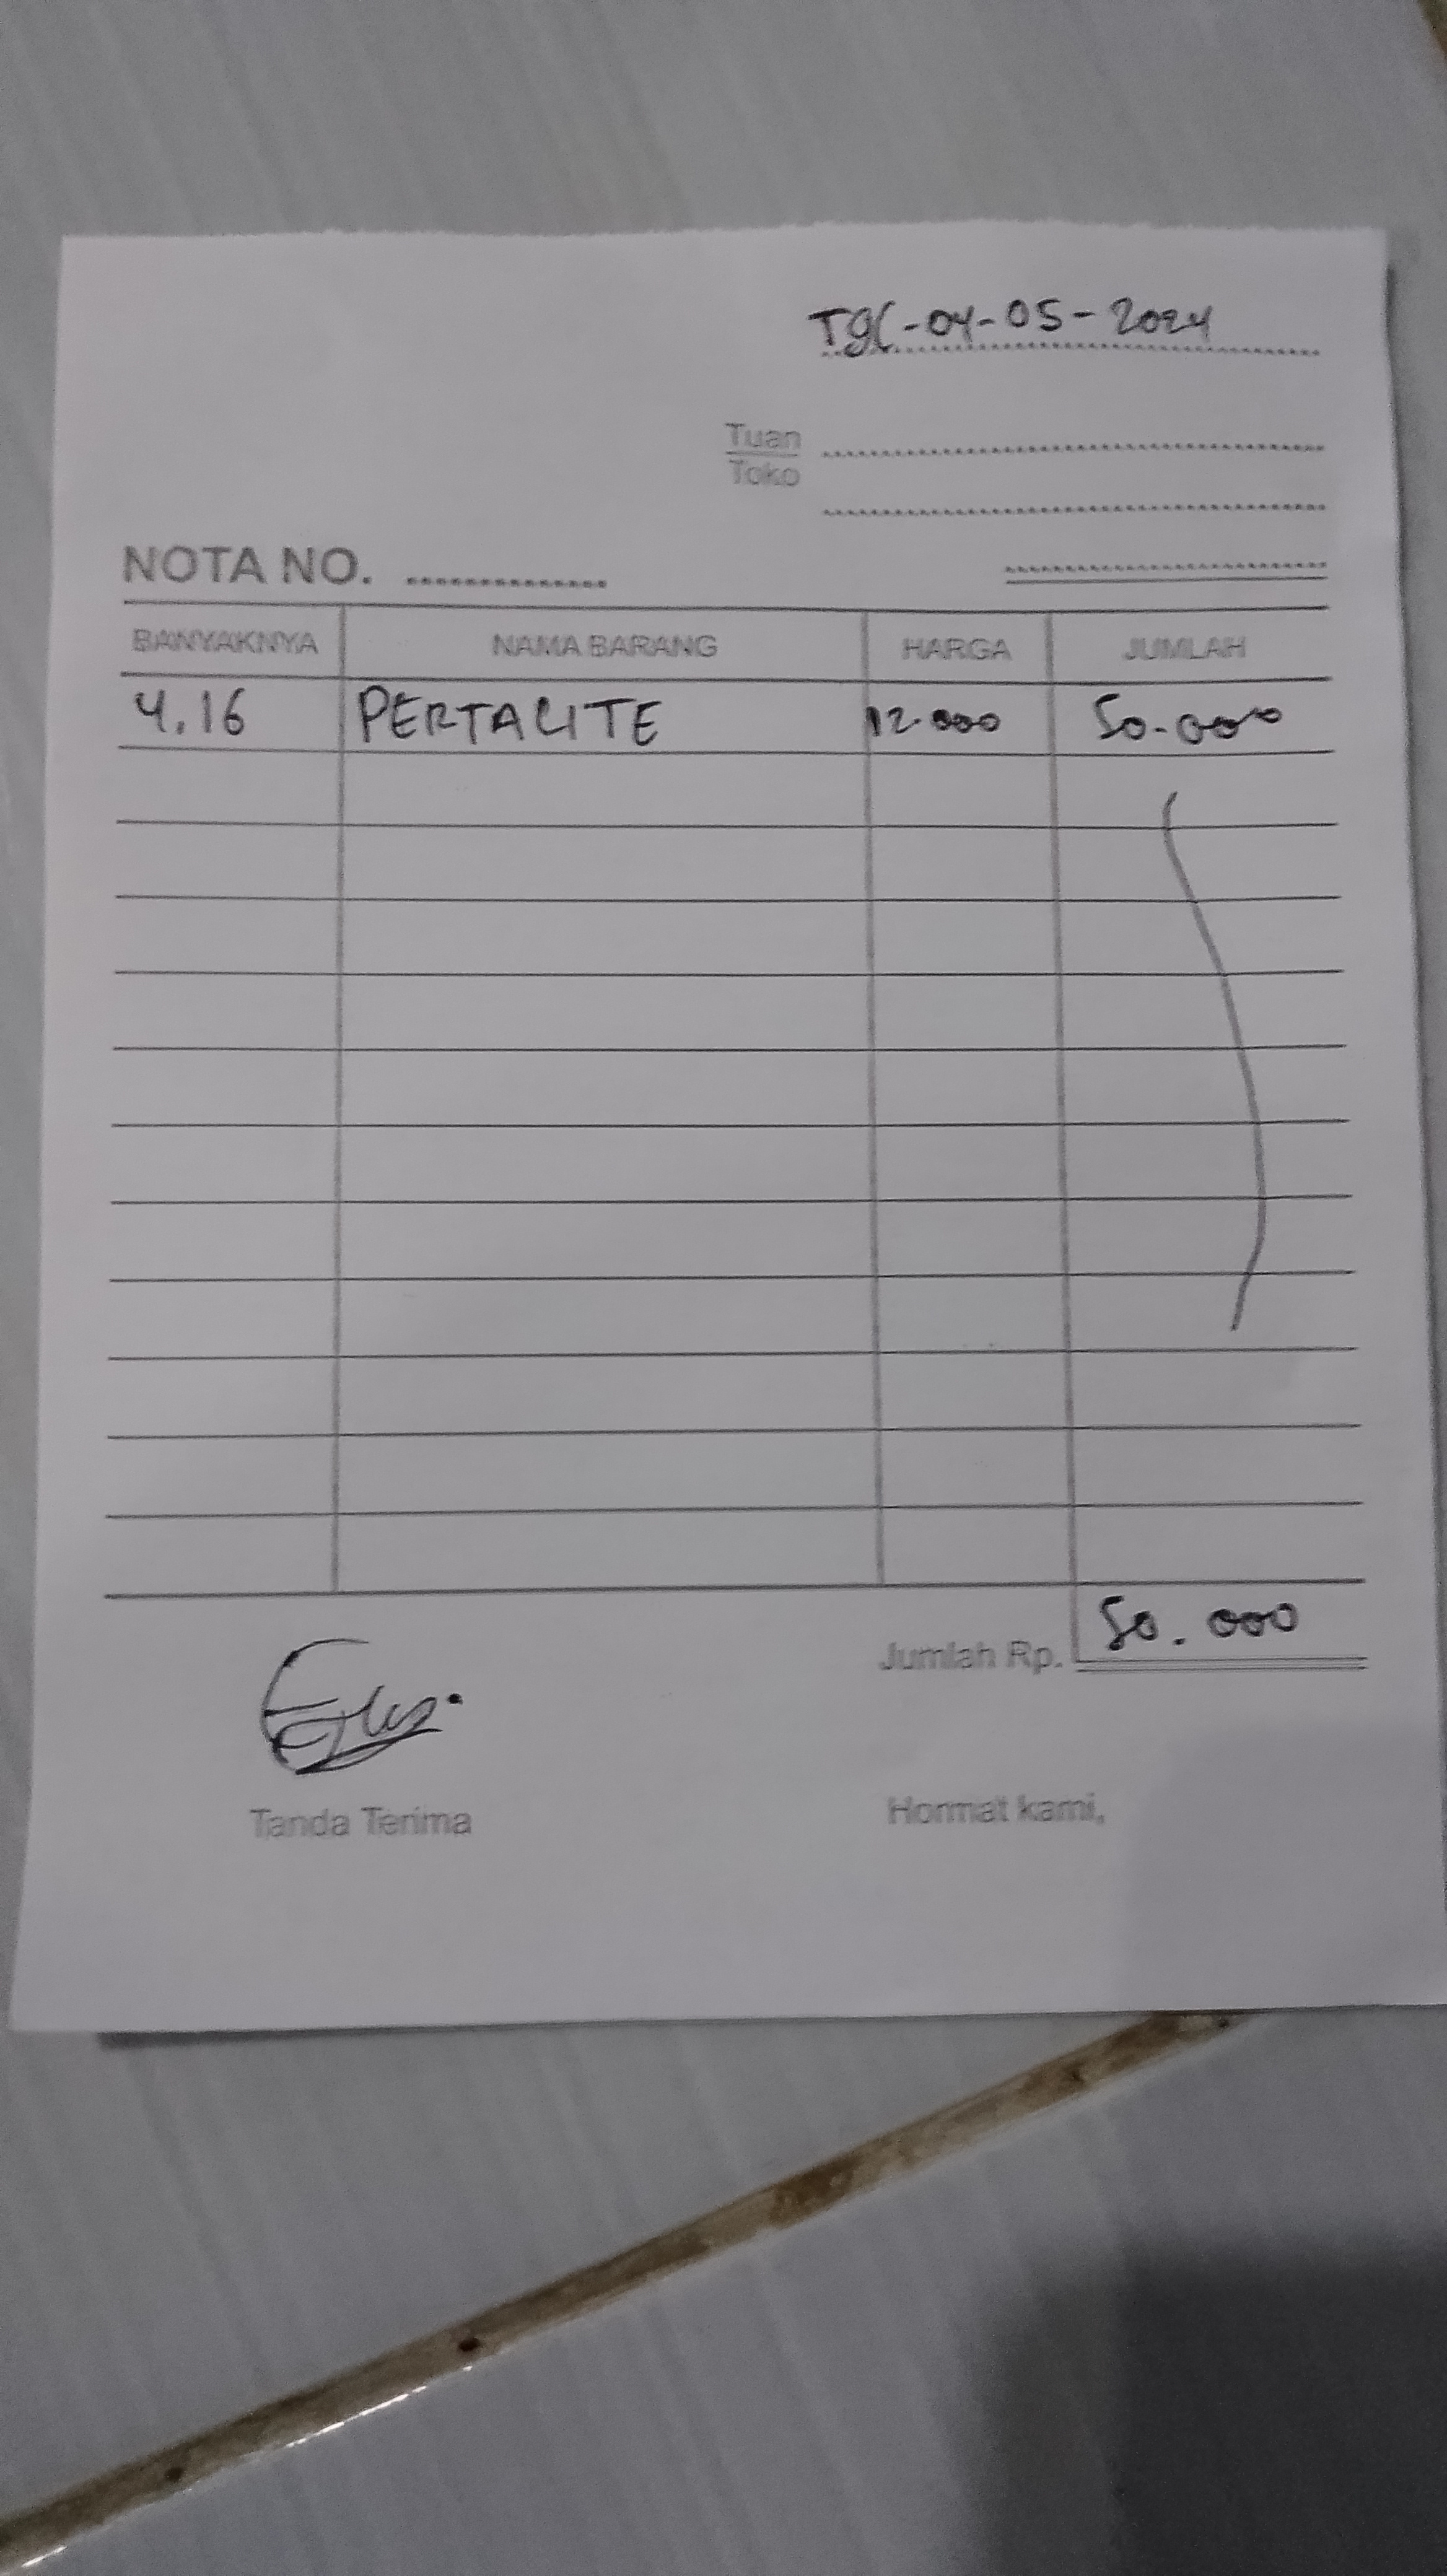 Tgl-04-05-2024
Tuan
Toko
NOTA NO. ...............
BANYAKNYA NAMA BARANG HARGA JUMLAH
4.16 PERTALITE 12.000 50.000
Jumlah Rp. 50.000
Tanda Terima Hormat kami,